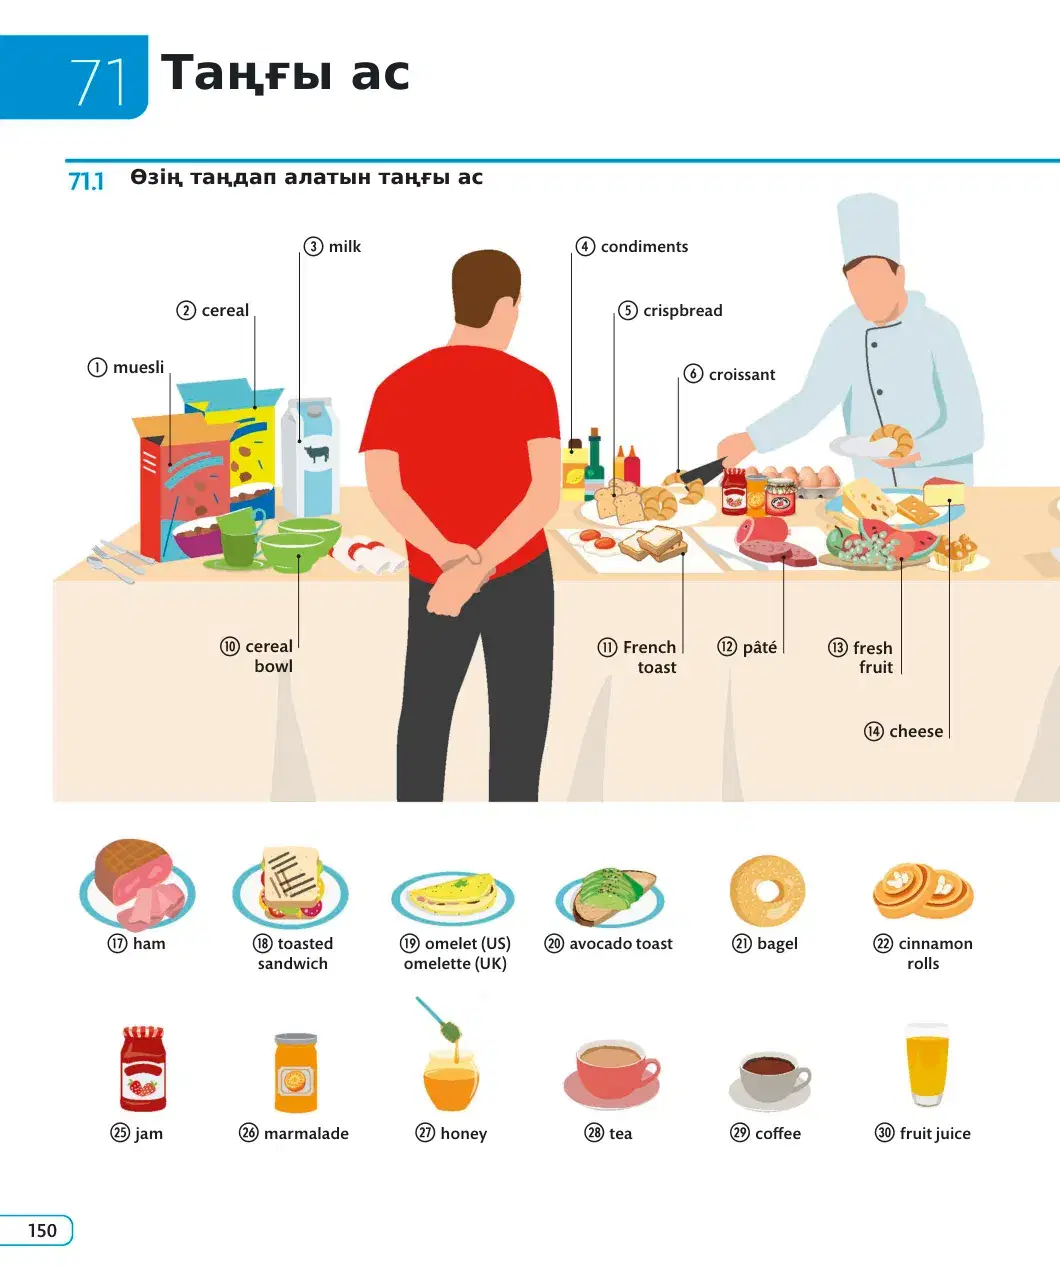 71 Таңғы ас
71.1 Өзің таңдап алатын таңғы ас
③ milk
④ condiments
② cereal
⑤ crispbread
① muesli
⑥ croissant
⑩ cereal
bowl
⑪ French
toast
⑫ pâté
⑬ fresh
fruit
⑭ cheese
⑰ ham
⑱ toasted
sandwich
⑲ omelet (US)
omelette (UK)
⑳ avocado toast
㉑ bagel
㉒ cinnamon
rolls
㉕ jam
㉖ marmalade
㉗ honey
㉘ tea
㉙ coffee
㉚ fruit juice
150